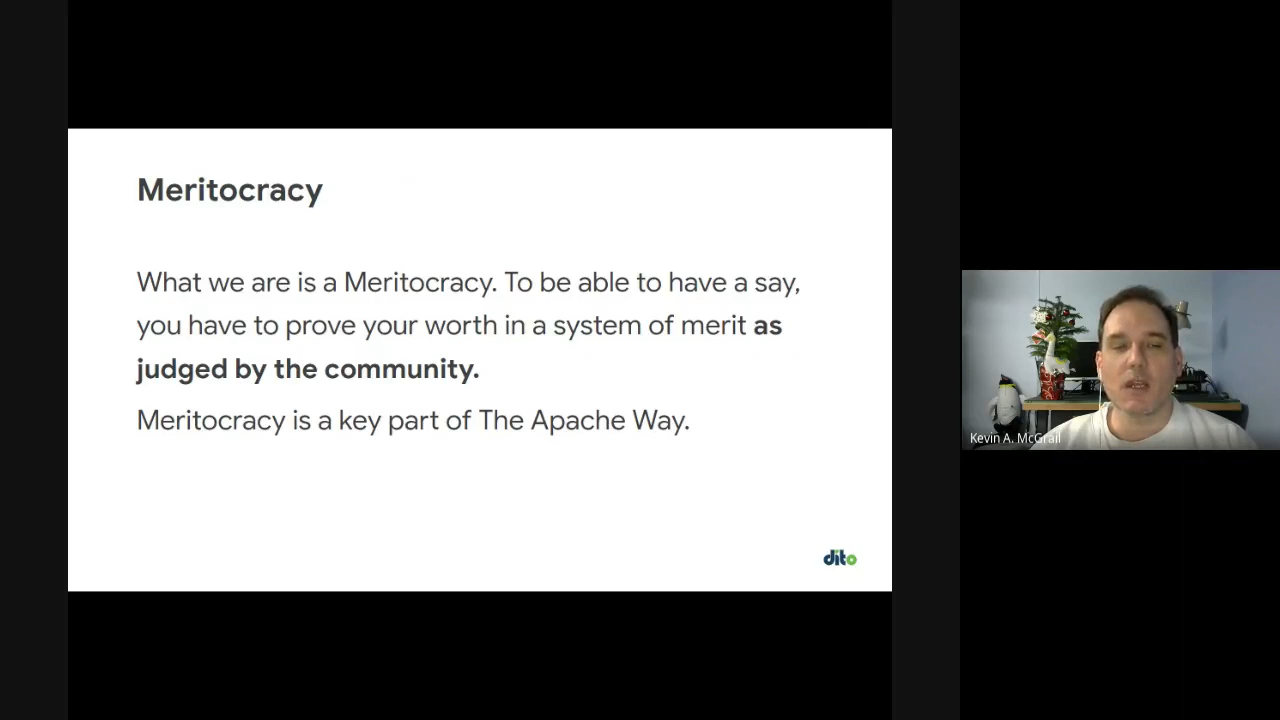 Meritocracy
What we are is a Meritocracy. To be able to have a say,
you have to prove your worth in a system of merit as
judged by the community.
Meritocracy is a key part of The Apache Way.
dito
Kevin A. McGrail